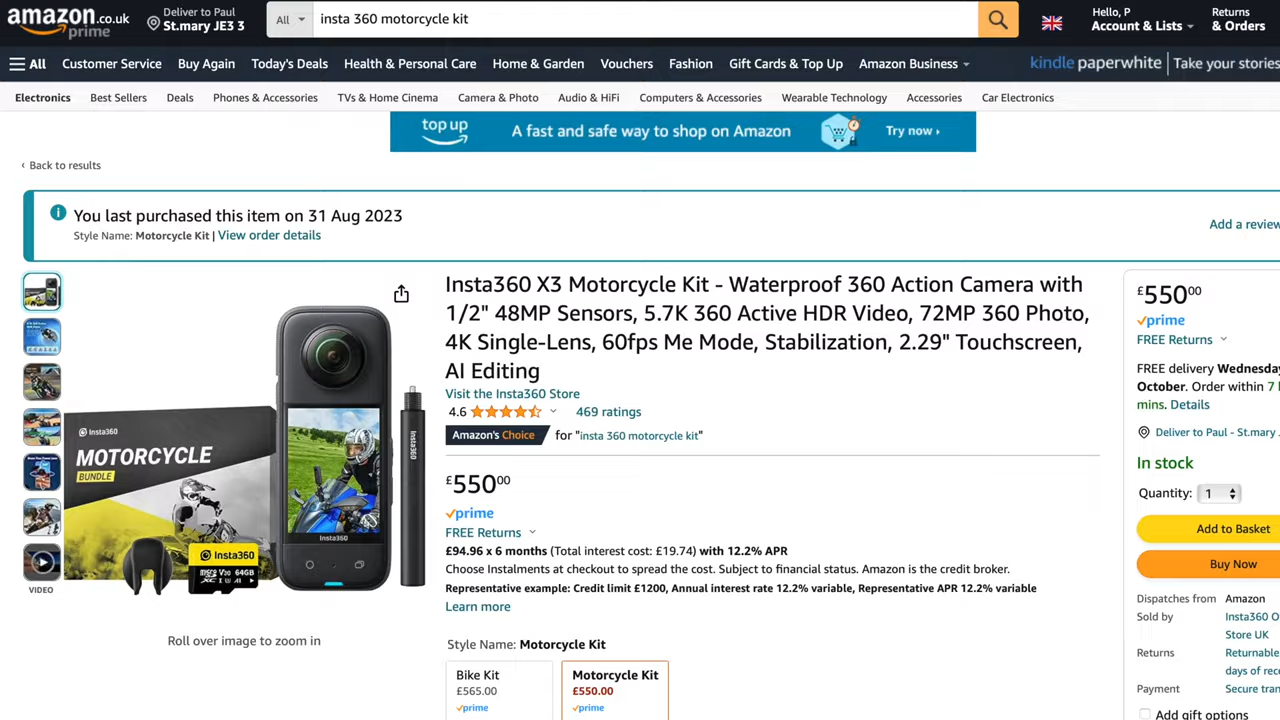 amazon.co.uk
prime
Deliver to Paul
St.mary JE3 3
All
insta 360 motorcycle kit
Hello, P
Account & Lists
Returns
& Orders
All
Customer Service
Buy Again
Today's Deals
Health & Personal Care
Home & Garden
Vouchers
Fashion
Gift Cards & Top Up
Amazon Business
kindle paperwhite
Take your stories
Electronics
Best Sellers
Deals
Phones & Accessories
TVs & Home Cinema
Camera & Photo
Audio & HiFi
Computers & Accessories
Wearable Technology
Accessories
Car Electronics
top up
A fast and safe way to shop on Amazon
Try now ›
‹ Back to results
You last purchased this item on 31 Aug 2023
Style Name: Motorcycle Kit | View order details
Add a review
Insta360
MOTORCYCLE
BUNDLE
Insta360
Insta360
Insta360
64GB
VIDEO
Roll over image to zoom in
Insta360 X3 Motorcycle Kit - Waterproof 360 Action Camera with
1/2" 48MP Sensors, 5.7K 360 Active HDR Video, 72MP 360 Photo,
4K Single-Lens, 60fps Me Mode, Stabilization, 2.29" Touchscreen,
AI Editing
Visit the Insta360 Store
4.6
469 ratings
Amazon's Choice
for "insta 360 motorcycle kit"
£55000
prime
FREE Returns
£94.96 x 6 months (Total interest cost: £19.74) with 12.2% APR
Choose Instalments at checkout to spread the cost. Subject to financial status. Amazon is the credit broker.
Representative example: Credit limit £1200, Annual interest rate 12.2% variable, Representative APR 12.2% variable
Learn more
Style Name: Motorcycle Kit
Bike Kit
£565.00
prime
Motorcycle Kit
£550.00
prime
£55000
prime
FREE Returns
FREE delivery Wednesday
October. Order within 7
mins. Details
Deliver to Paul - St.mary
In stock
Quantity: 1
Add to Basket
Buy Now
Dispatches from Amazon
Sold by Insta360 O
Store UK
Returns Returnable
days of rece
Payment Secure tran
Add gift options